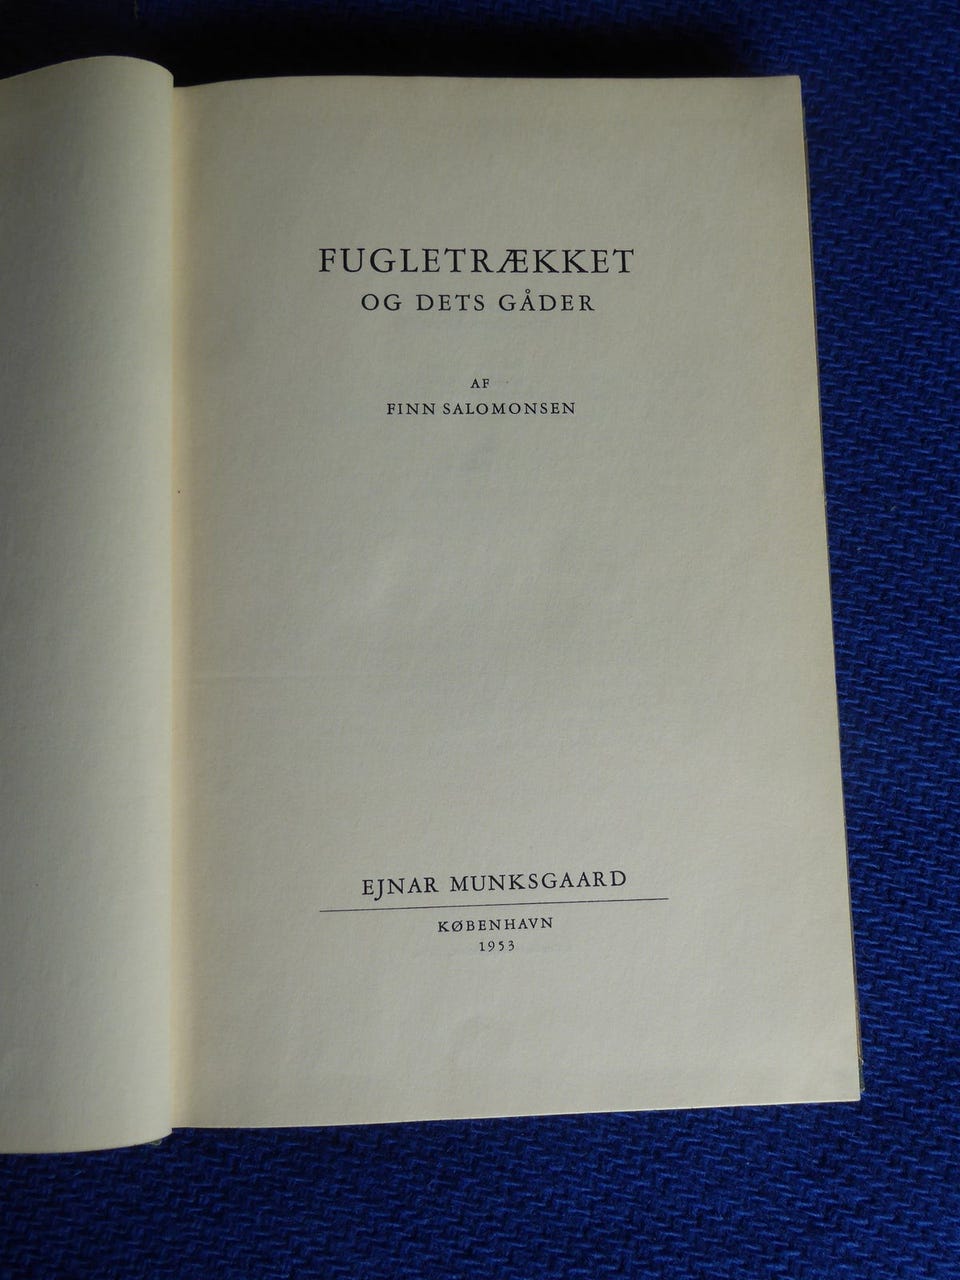 FUGLETRÆKKET
OG DETS GÅDER
AF
FINN SALOMONSEN
EJNAR MUNKSGAARD
KØBENHAVN
1953